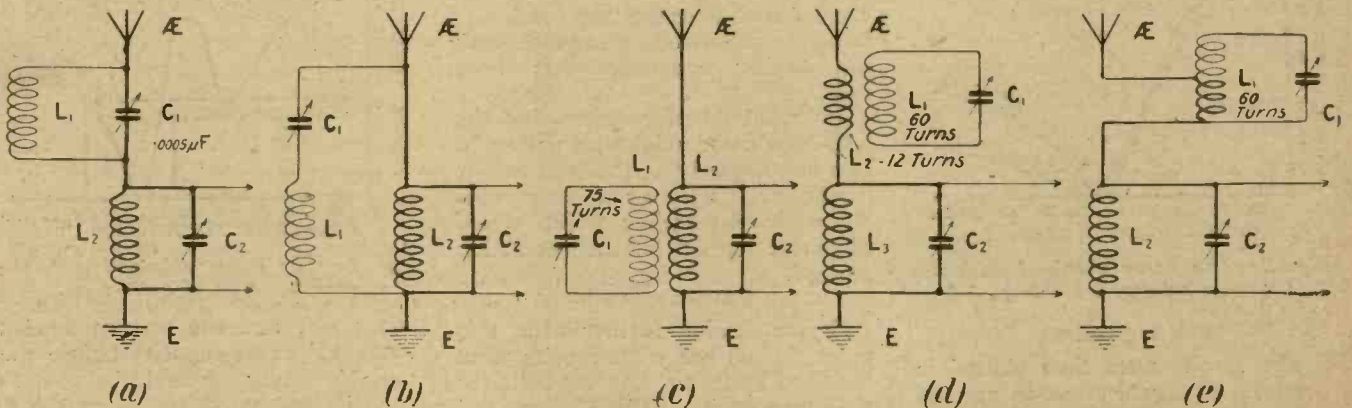 Æ
L₁
C₁
.0005µF
L₂
C₂
E
(a)
Æ
C₁
L₁
L₂
C₂
E
(b)
Æ
L₁
L₂
75
Turns
C₁
C₂
E
(c)
Æ
L₁
60
Turns
C₁
L₂ - 12 Turns
L₃
C₂
E
(d)
Æ
L₁
60
Turns
C₁
L₂
C₂
E
(e)